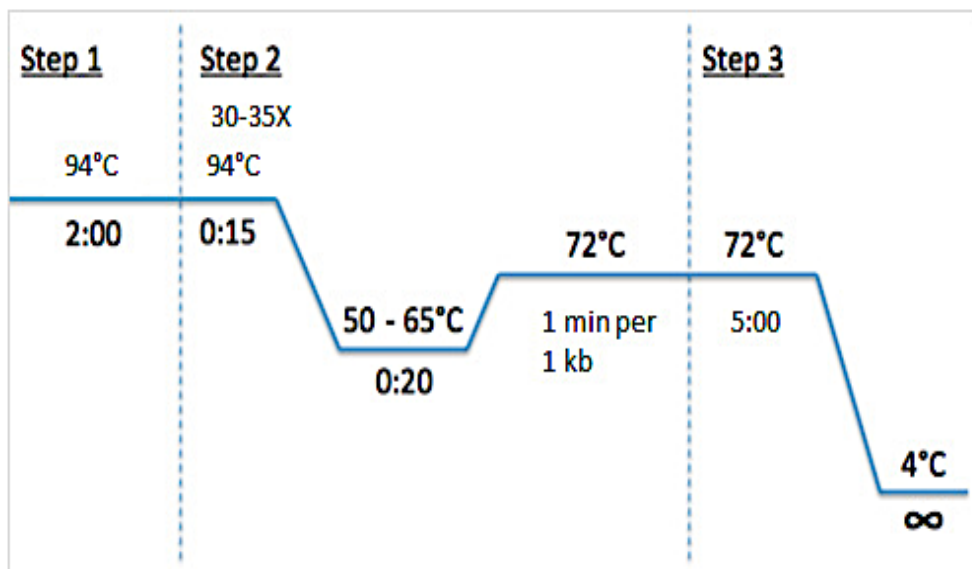 Step 1
Step 2
Step 3
30-35X
94°C
94°C
2:00
0:15
72°C
72°C
50 - 65°C
0:20
1 min per
1 kb
5:00
4°C
∞